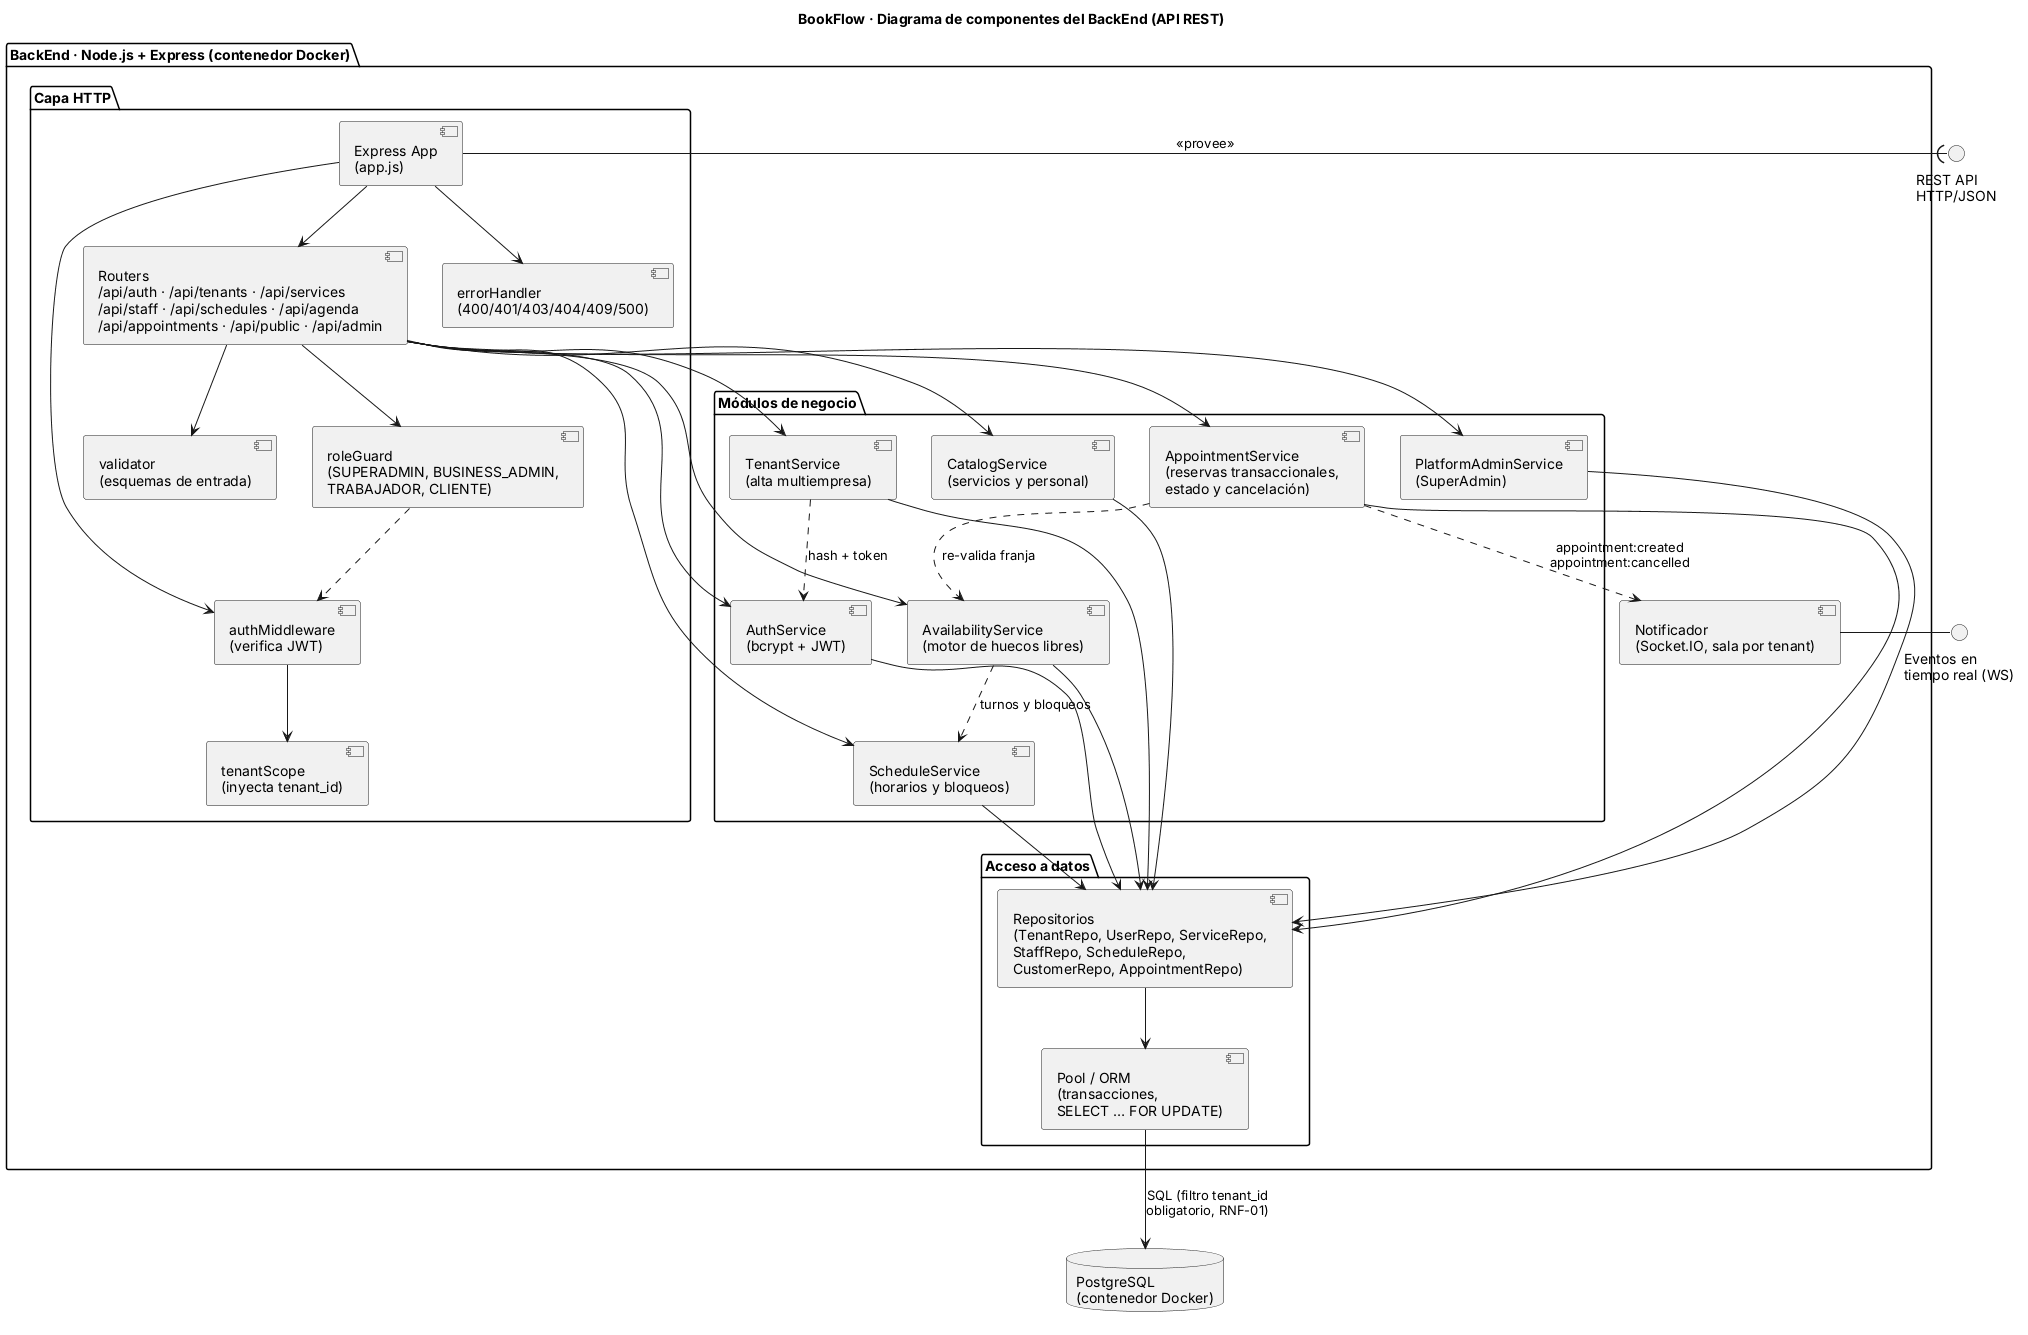 BookFlow · Diagrama de componentes del BackEnd (API REST)
BackEnd · Node.js + Express (contenedor Docker)
Capa HTTP
Express App
(app.js)
«provee»
REST API
HTTP/JSON
Routers
/api/auth · /api/tenants · /api/services
/api/staff · /api/schedules · /api/agenda
/api/appointments · /api/public · /api/admin
errorHandler
(400/401/403/404/409/500)
validator
(esquemas de entrada)
roleGuard
(SUPERADMIN, BUSINESS_ADMIN,
TRABAJADOR, CLIENTE)
authMiddleware
(verifica JWT)
tenantScope
(inyecta tenant_id)
Módulos de negocio
TenantService
(alta multiempresa)
CatalogService
(servicios y personal)
AppointmentService
(reservas transaccionales,
estado y cancelación)
PlatformAdminService
(SuperAdmin)
hash + token
re-valida franja
appointment:created
appointment:cancelled
AuthService
(bcrypt + JWT)
AvailabilityService
(motor de huecos libres)
Notificador
(Socket.IO, sala por tenant)
Eventos en
tiempo real (WS)
turnos y bloqueos
ScheduleService
(horarios y bloqueos)
Acceso a datos
Repositorios
(TenantRepo, UserRepo, ServiceRepo,
StaffRepo, ScheduleRepo,
CustomerRepo, AppointmentRepo)
Pool / ORM
(transacciones,
SELECT ... FOR UPDATE)
SQL (filtro tenant_id
obligatorio, RNF-01)
PostgreSQL
(contenedor Docker)